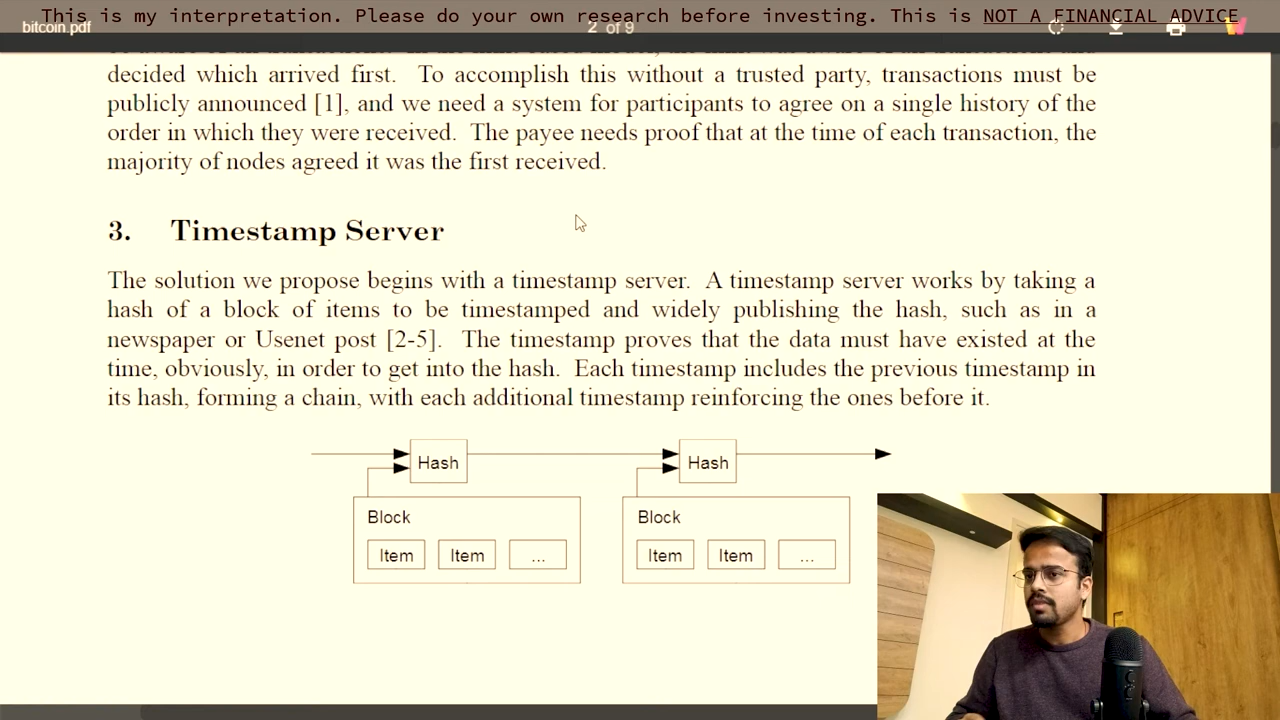 This is my interpretation. Please do your own research before investing. This is NOT A FINANCIAL ADVICE
bitcoin.pdf
2 of 9
decided which arrived first. To accomplish this without a trusted party, transactions must be
publicly announced [1], and we need a system for participants to agree on a single history of the
order in which they were received. The payee needs proof that at the time of each transaction, the
majority of nodes agreed it was the first received.
3. Timestamp Server
The solution we propose begins with a timestamp server. A timestamp server works by taking a
hash of a block of items to be timestamped and widely publishing the hash, such as in a
newspaper or Usenet post [2-5]. The timestamp proves that the data must have existed at the
time, obviously, in order to get into the hash. Each timestamp includes the previous timestamp in
its hash, forming a chain, with each additional timestamp reinforcing the ones before it.
Hash
Hash
Block
Block
Item Item ...
Item Item ...